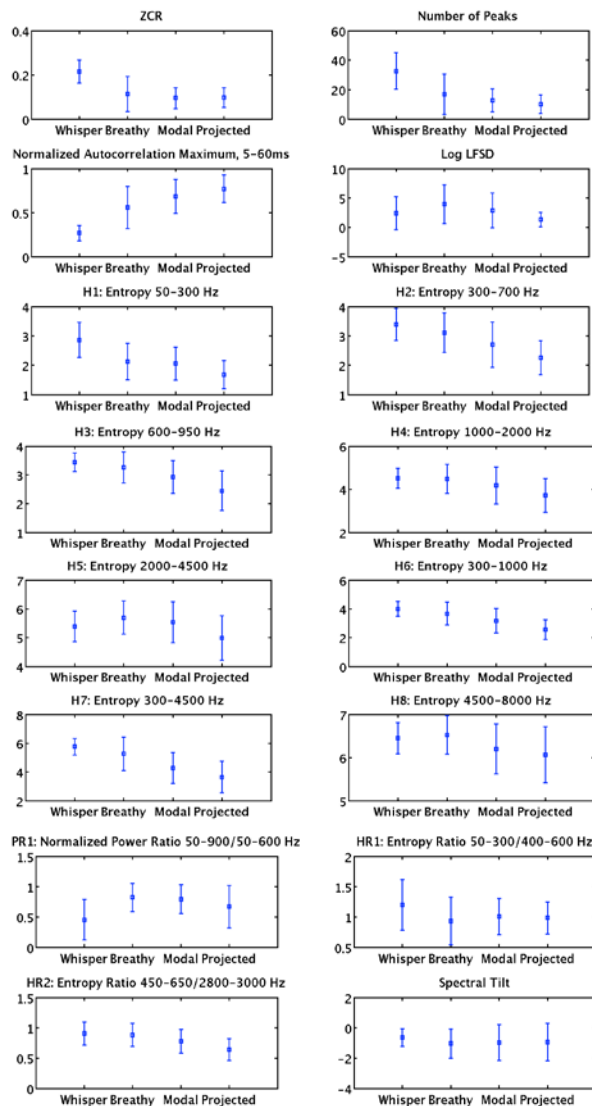 ZCR
0.4
0.2
0
Whisper Breathy Modal Projected
Number of Peaks
60
40
20
0
Whisper Breathy Modal Projected
Normalized Autocorrelation Maximum, 5-60ms
1
0.5
0
Whisper Breathy Modal Projected
Log LFSD
10
5
0
-5
Whisper Breathy Modal Projected
H1: Entropy 50-300 Hz
4
3
2
1
Whisper Breathy Modal Projected
H2: Entropy 300-700 Hz
4
3
2
1
Whisper Breathy Modal Projected
H3: Entropy 600-950 Hz
4
3
2
1
Whisper Breathy Modal Projected
H4: Entropy 1000-2000 Hz
6
4
2
Whisper Breathy Modal Projected
H5: Entropy 2000-4500 Hz
7
6
5
4
Whisper Breathy Modal Projected
H6: Entropy 300-1000 Hz
6
4
2
0
Whisper Breathy Modal Projected
H7: Entropy 300-4500 Hz
8
6
4
2
Whisper Breathy Modal Projected
H8: Entropy 4500-8000 Hz
7
6
5
Whisper Breathy Modal Projected
PR1: Normalized Power Ratio 50-900/50-600 Hz
1.5
1
0.5
0
Whisper Breathy Modal Projected
HR1: Entropy Ratio 50-300/400-600 Hz
2
1.5
1
0.5
Whisper Breathy Modal Projected
HR2: Entropy Ratio 450-650/2800-3000 Hz
1.5
1
0.5
0
Whisper Breathy Modal Projected
Spectral Tilt
2
0
-2
-4
Whisper Breathy Modal Projected